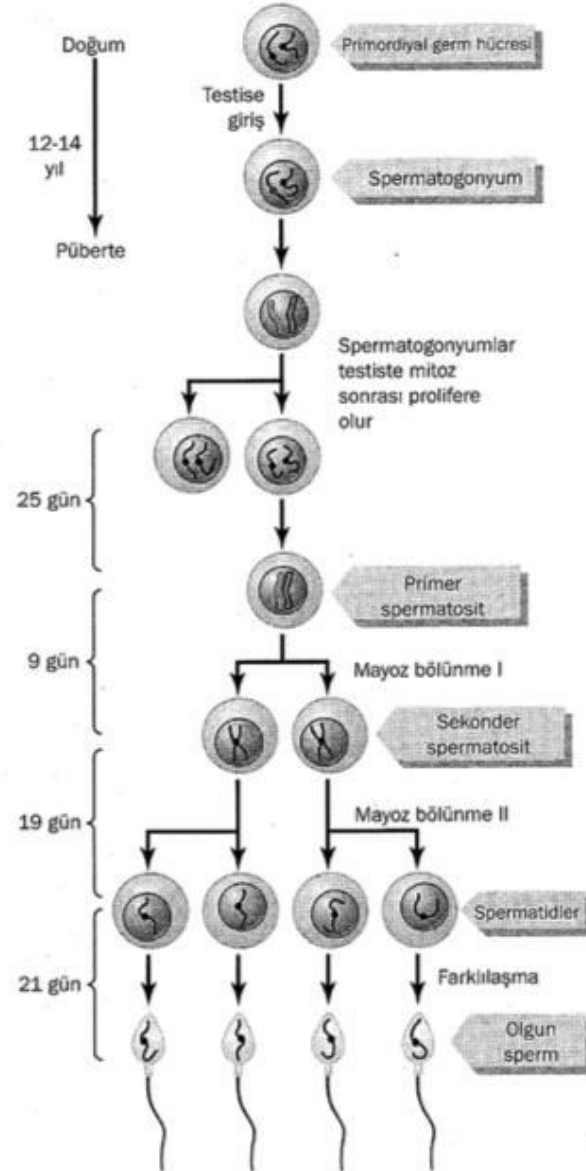 Doğum
Primordiyal germ hücresi
Testise
giriş
12-14
yıl
Spermatogonyum
Püberte
Spermatogonyumlar
testiste mitoz
sonrası prolifere
olur
25 gün
Primer
spermatosit
9 gün
Mayoz bölünme I
Sekonder
spermatosit
19 gün
Mayoz bölünme II
Spermatidler
Farklılaşma
21 gün
Olgun
sperm